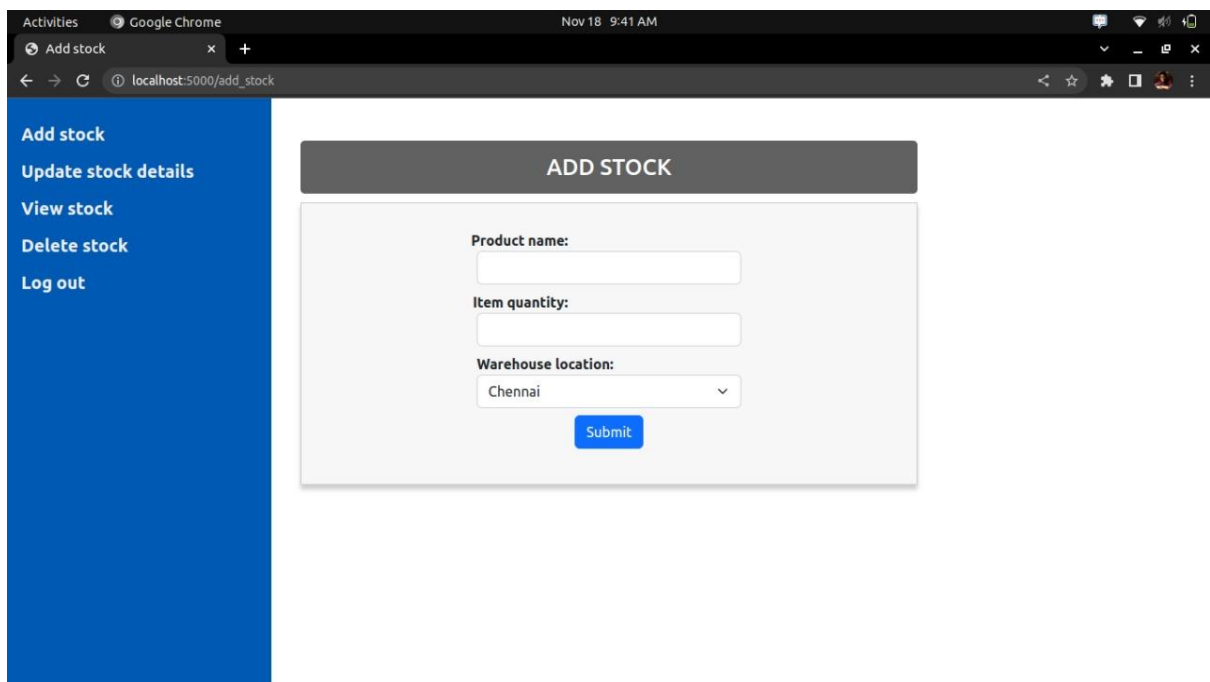 Activities Google Chrome Nov 18 9:41 AM
Add stock
localhost:5000/add_stock
Add stock
Update stock details
View stock
Delete stock
Log out
ADD STOCK
Product name:
Item quantity:
Warehouse location:
Chennai
Submit